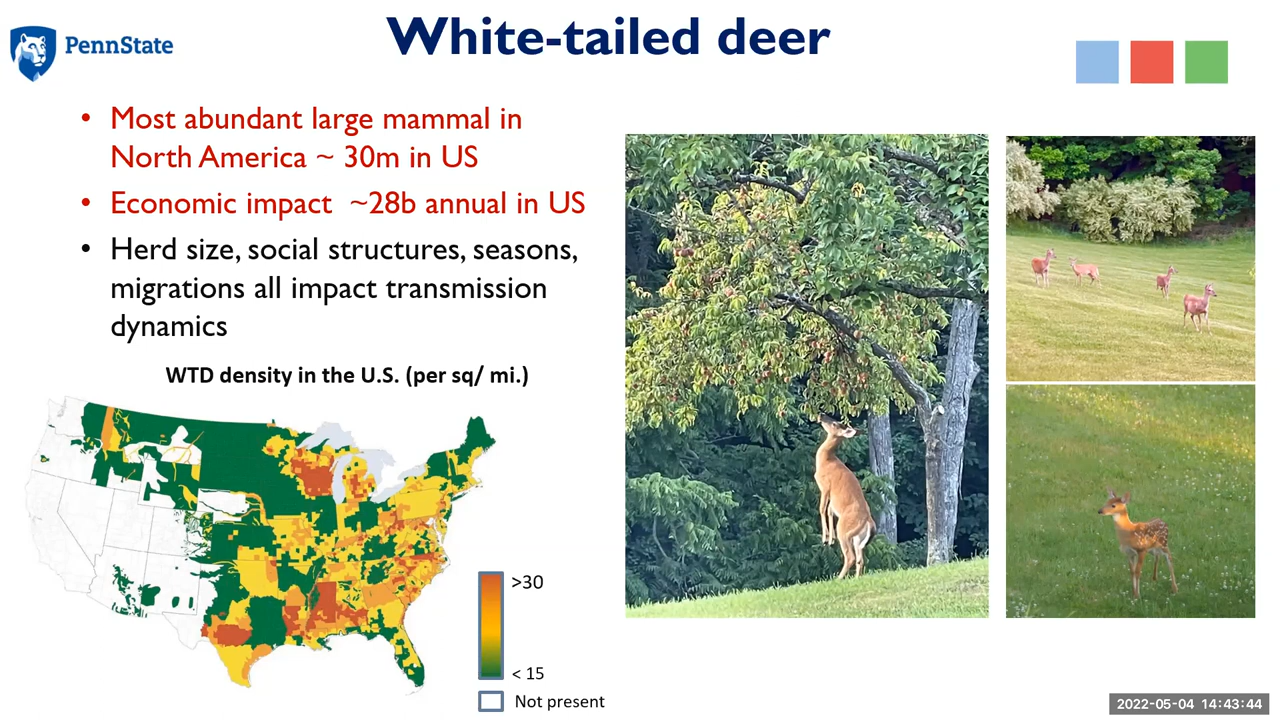 PennState
White-tailed deer
• Most abundant large mammal in
North America ~ 30m in US
• Economic impact ~28b annual in US
• Herd size, social structures, seasons,
migrations all impact transmission
dynamics
WTD density in the U.S. (per sq/ mi.)
>30
< 15
Not present
2022-05-04 14:43:44